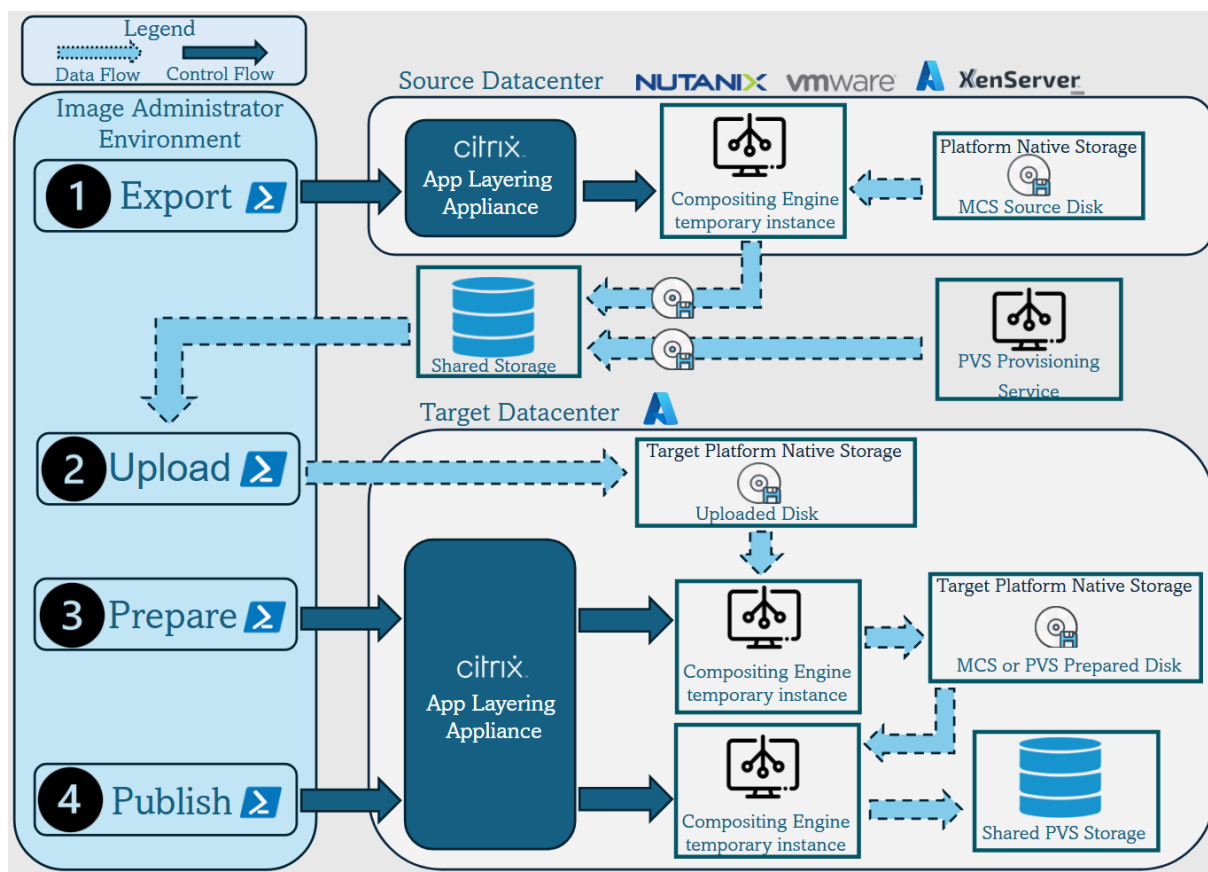 Legend
Data Flow
Control Flow
Image Administrator
Environment
Source Datacenter
NUTANIX
vmware
XenServer
1
Export
citrix
App Layering
Appliance
Compositing Engine
temporary instance
Platform Native Storage
MCS Source Disk
Shared Storage
PVS Provisioning
Service
Target Datacenter
2
Upload
Target Platform Native Storage
Uploaded Disk
3
Prepare
citrix
App Layering
Appliance
Compositing Engine
temporary instance
Target Platform Native Storage
MCS or PVS Prepared Disk
4
Publish
Compositing Engine
temporary instance
Shared PVS Storage